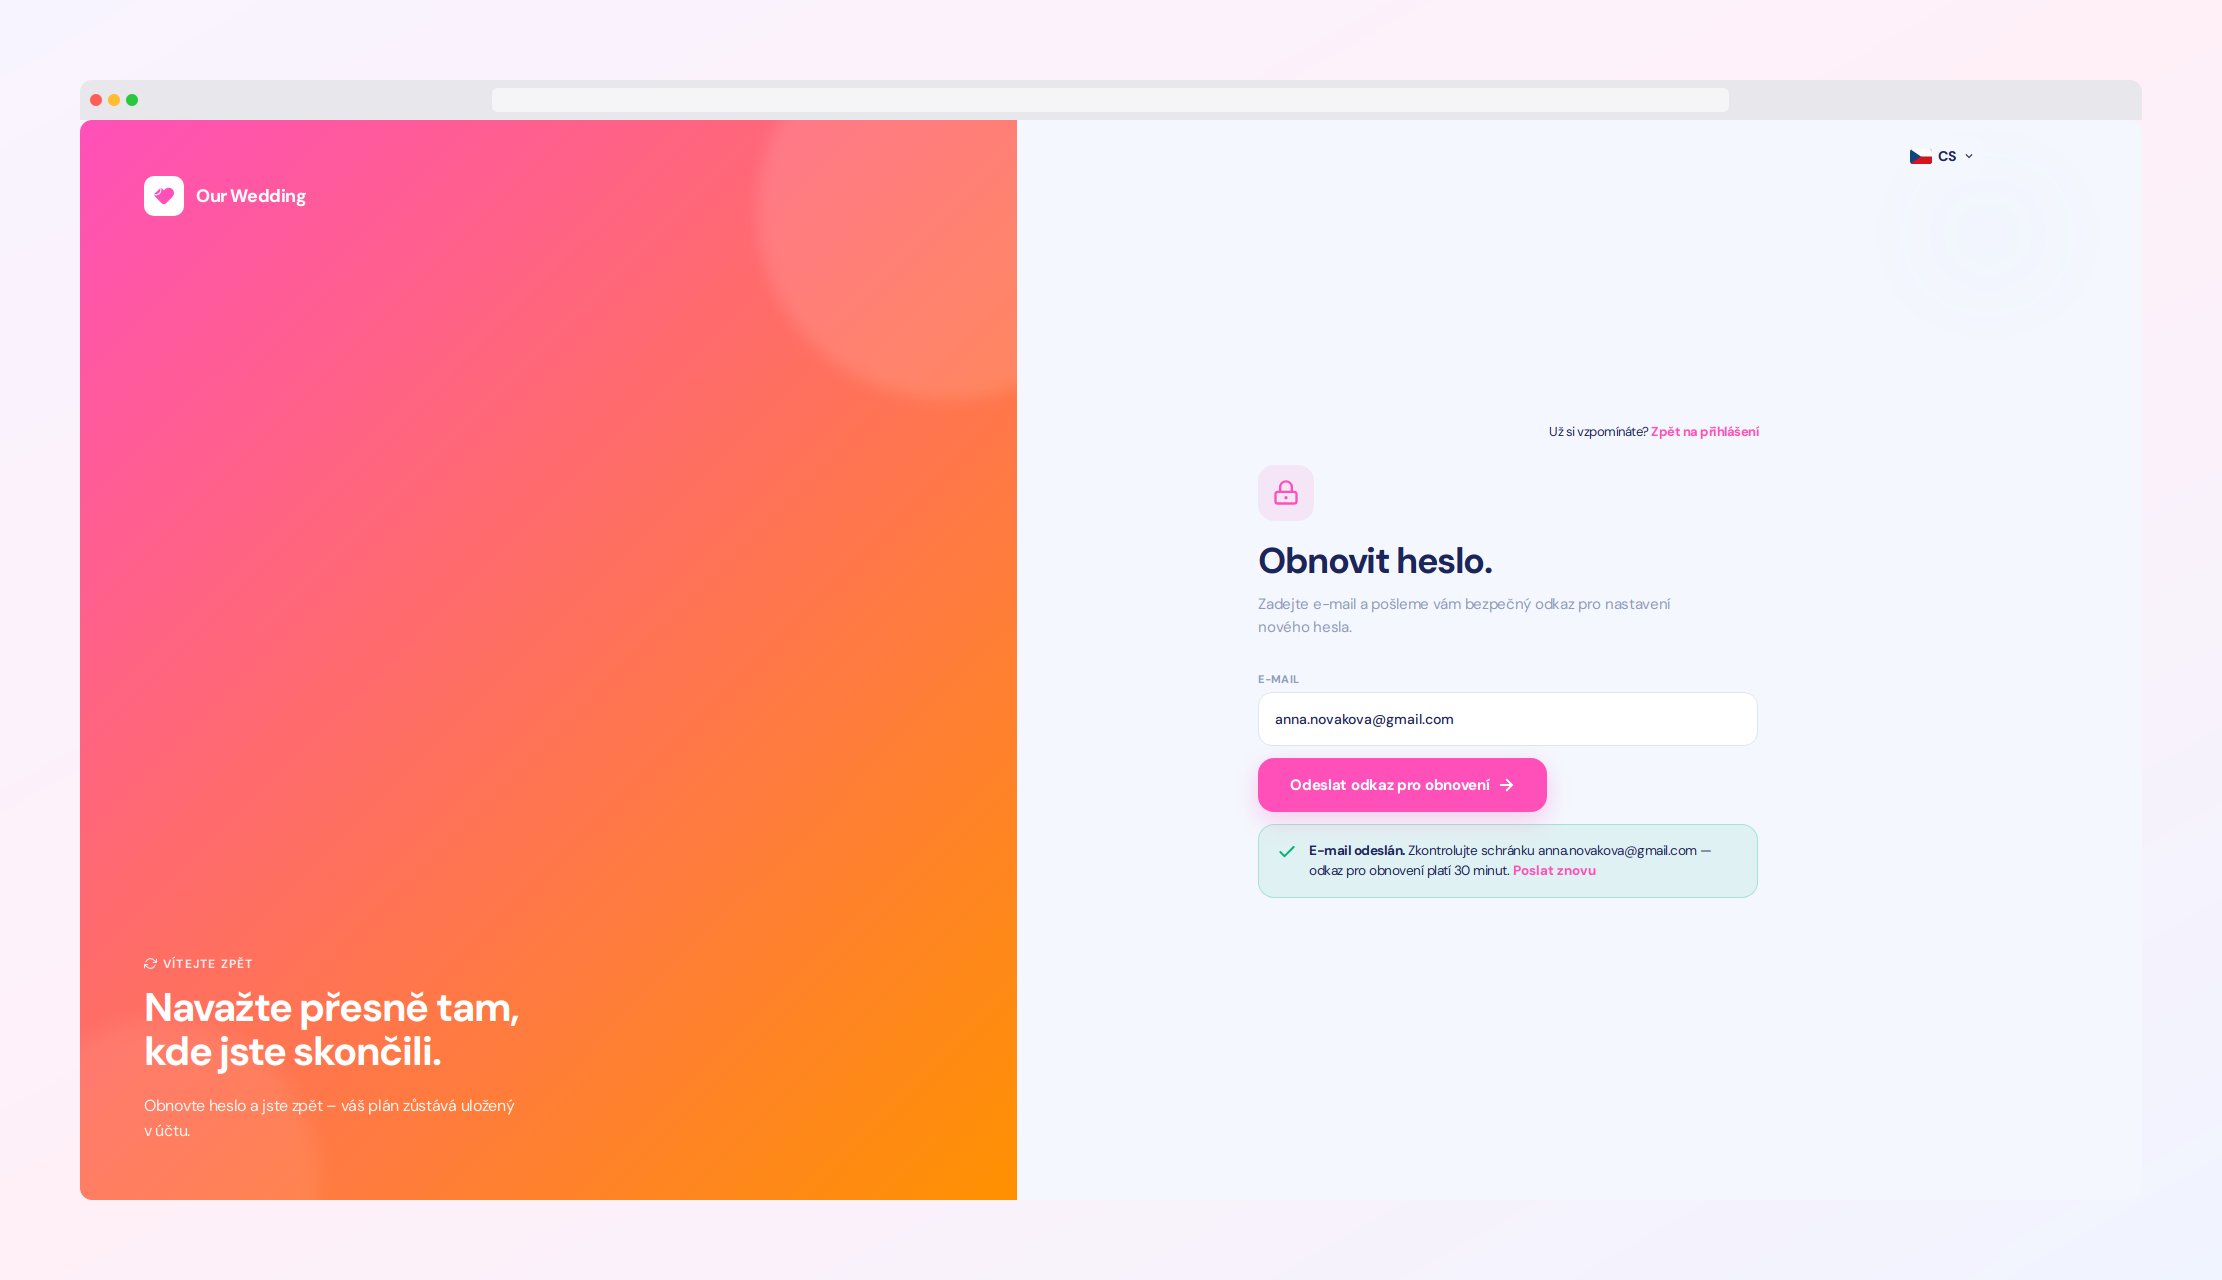 Our Wedding
VÍTEJTE ZPĚT
Navažte přesně tam,
kde jste skončili.
Obnovte heslo a jste zpět – váš plán zůstává uložený
v účtu.
CS
Už si vzpomínáte? Zpět na přihlášení
Obnovit heslo.
Zadejte e-mail a pošleme vám bezpečný odkaz pro nastavení
nového hesla.
E-MAIL
anna.novakova@gmail.com
Odeslat odkaz pro obnovení
E-mail odeslán. Zkontrolujte schránku anna.novakova@gmail.com —
odkaz pro obnovení platí 30 minut. Poslat znovu